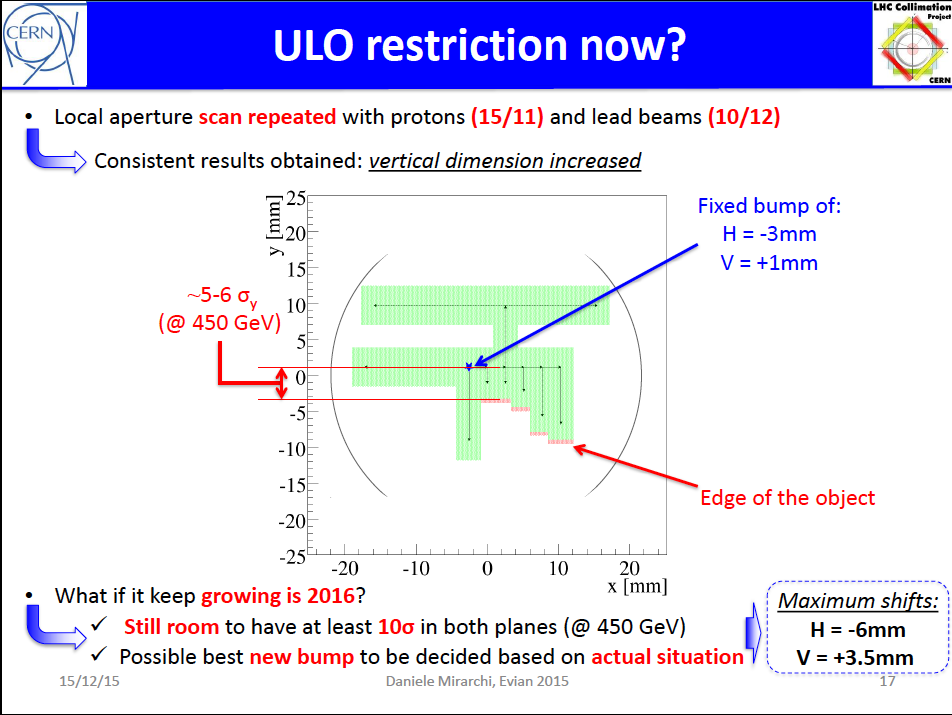 CERN
ULO restriction now?
LHC Collimation
Project
CERN
• Local aperture scan repeated with protons (15/11) and lead beams (10/12)
Consistent results obtained: vertical dimension increased
y [mm]
25
20
15
10
5
0
-5
-10
-15
-20
-25
-20 -10 0 10 20
x [mm]
Fixed bump of:
H = -3mm
V = +1mm
~5-6 σy
(@ 450 GeV)
Edge of the object
• What if it keep growing is 2016?
✓ Still room to have at least 10σ in both planes (@ 450 GeV)
✓ Possible best new bump to be decided based on actual situation
Maximum shifts:
H = -6mm
V = +3.5mm
15/12/15
Daniele Mirarchi, Evian 2015
17